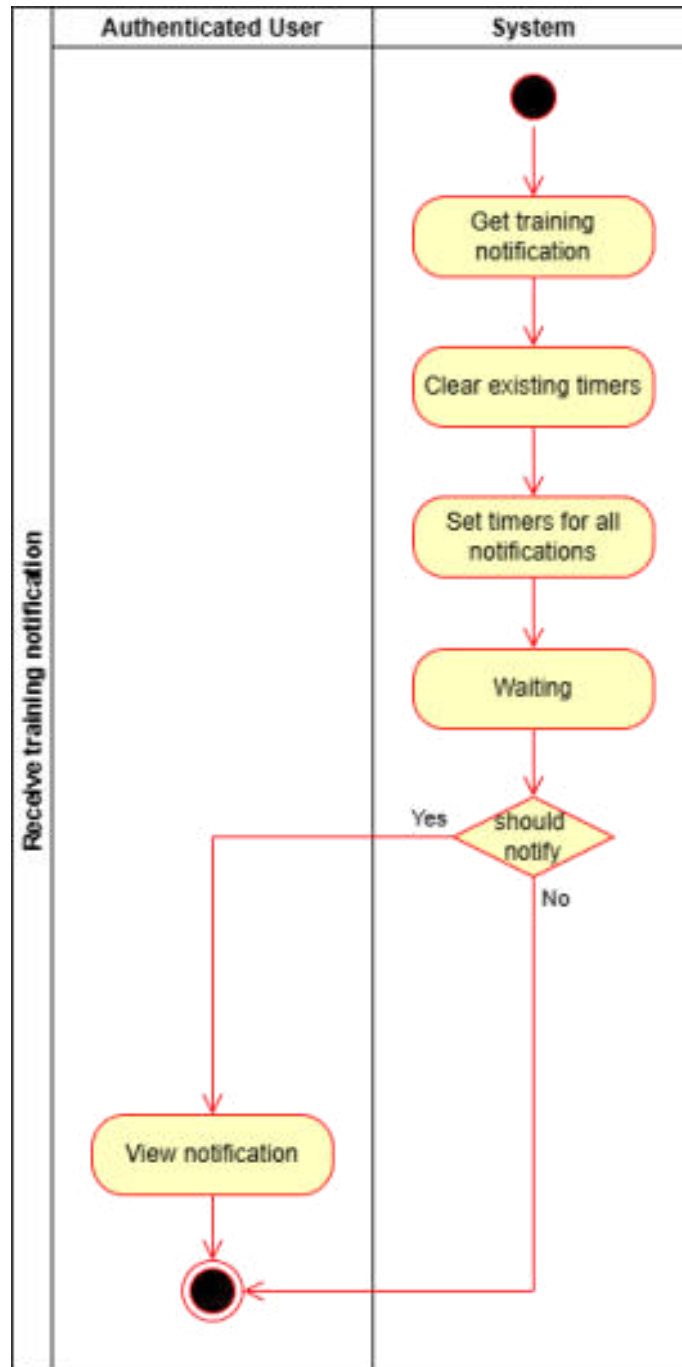 Authenticated User
System
Receive training notification
Get training
notification
Clear existing timers
Set timers for all
notifications
Waiting
should
notify
Yes
No
View notification